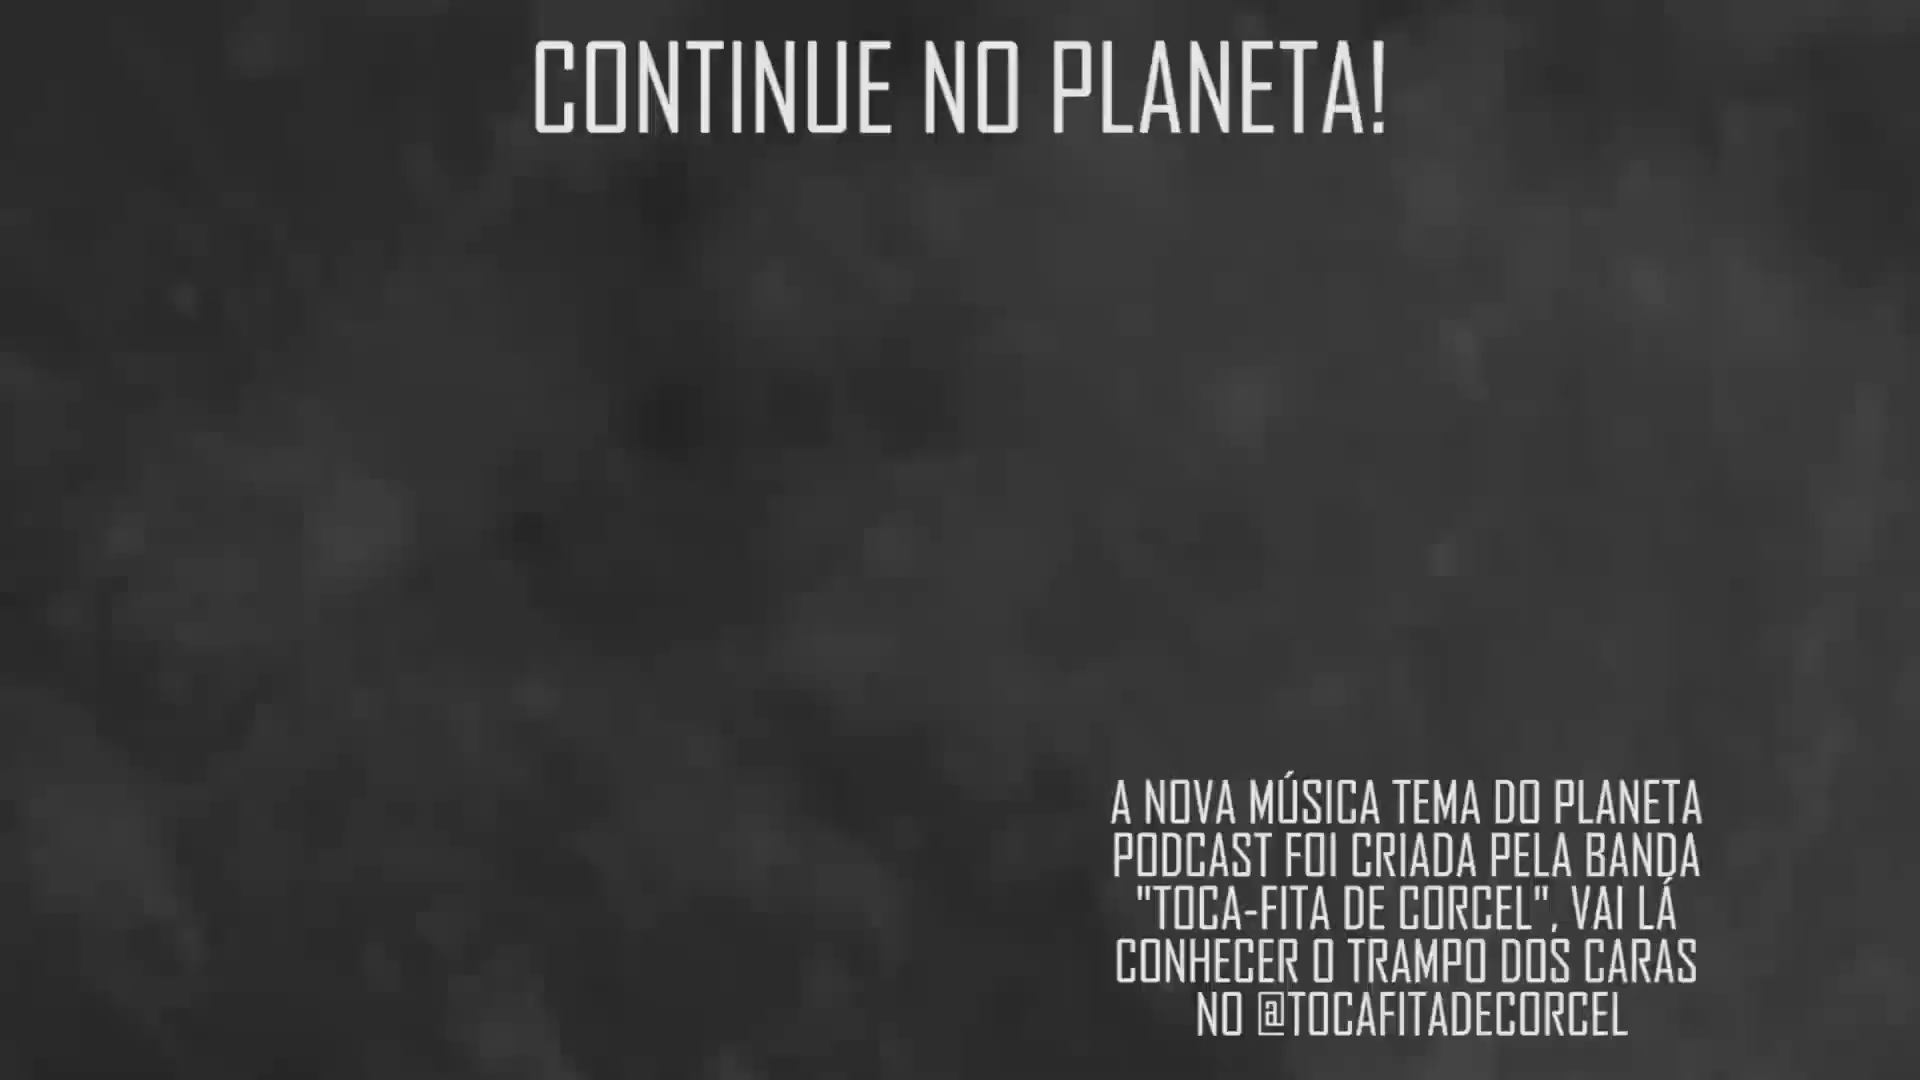 CONTINUE NO PLANETA!
A NOVA MÚSICA TEMA DO PLANETA
PODCAST FOI CRIADA PELA BANDA
"TOCA-FITA DE CORCEL", VAI LÁ
CONHECER O TRAMPO DOS CARAS
NO @TOCAFITADECORCEL